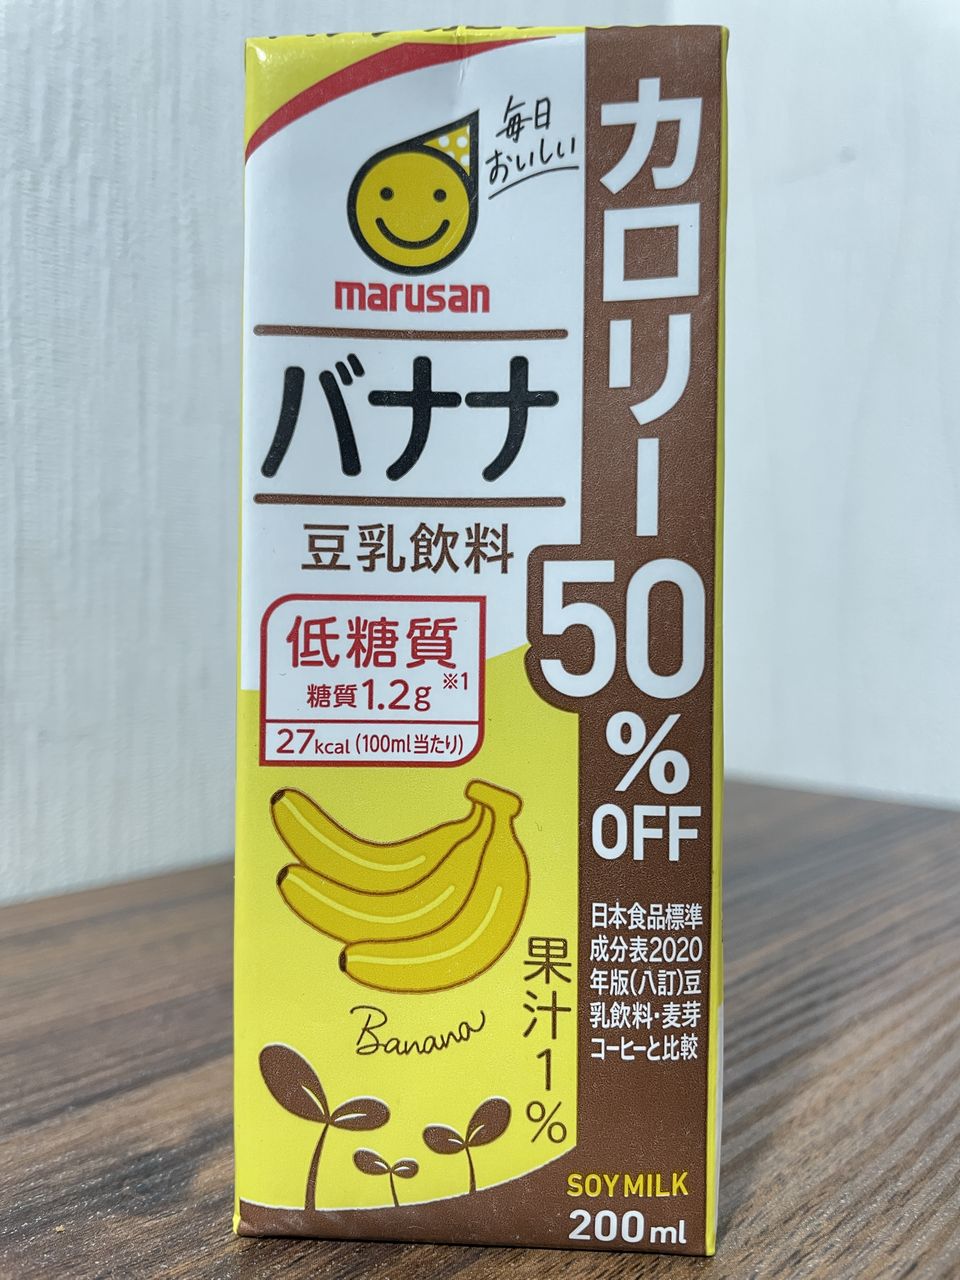 毎日
おいしい
marusan
バナナ
豆乳飲料
低糖質
糖質1.2g ※1
27kcal (100ml当たり)
Banana
果汁1%
カロリー
50
%
OFF
日本食品標準
成分表2020
年版(八訂)豆
乳飲料・麦芽
コーヒーと比較
SOY MILK
200ml